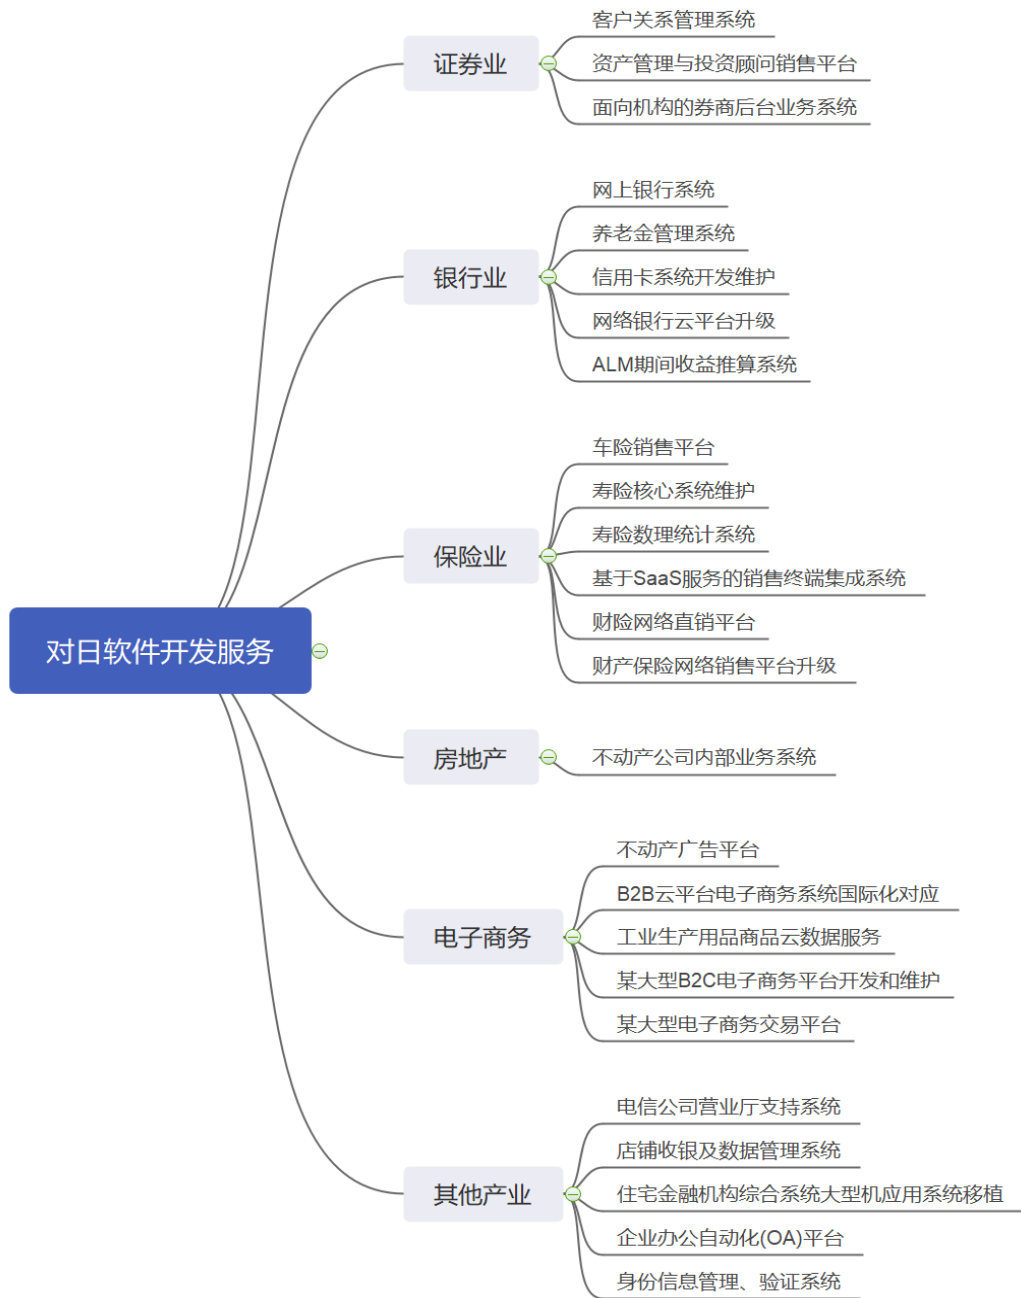 对日软件开发服务
证券业
客户关系管理系统
资产管理与投资顾问销售平台
面向机构的券商后台业务系统
银行业
网上银行系统
养老金管理系统
信用卡系统开发维护
网络银行云平台升级
ALM期间收益推算系统
保险业
车险销售平台
寿险核心系统维护
寿险数理统计系统
基于SaaS服务的销售终端集成系统
财险网络直销平台
财产保险网络销售平台升级
房地产
不动产公司内部业务系统
电子商务
不动产广告平台
B2B云平台电子商务系统国际化对应
工业生产用品商品云数据服务
某大型B2C电子商务平台开发和维护
某大型电子商务交易平台
其他产业
电信公司营业厅支持系统
店铺收银及数据管理系统
住宅金融机构综合系统大型机应用系统移植
企业办公自动化(OA)平台
身份信息管理、验证系统